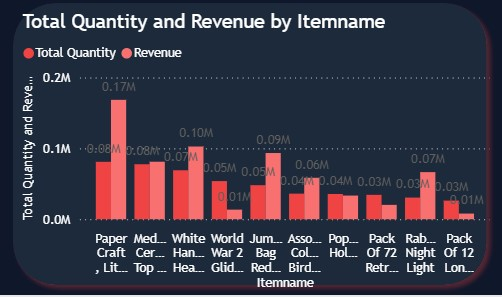 Total Quantity and Revenue by Itemname
Total Quantity Revenue
Total Quantity and Reve...
0.2M
0.1M
0.0M
0.08M 0.17M 0.08M 0.07M 0.10M 0.05M 0.01M 0.05M 0.09M 0.04M 0.06M 0.04M 0.03M 0.03M 0.07M 0.03M 0.01M
Paper Med... White World Jum... Asso... Pop... Pack Rab... Pack
Craft Cer... Han... War 2 Bag Col... Hol... Of 72 Night Of 12
, Lit... Top ... Hea... Glid... Red... Bird... Retr... Light Lon...
Itemname